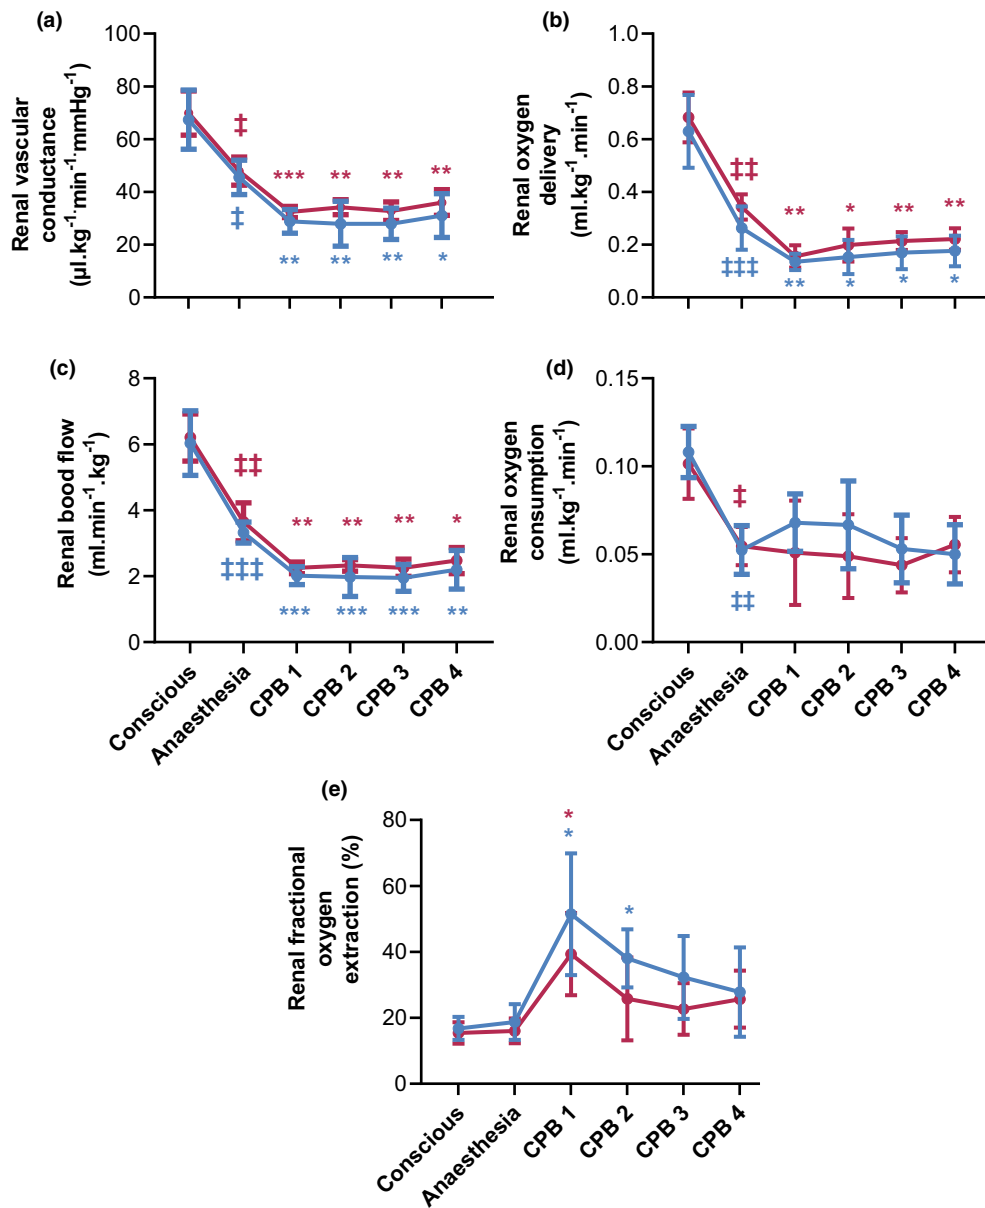 (a)
Renal vascular
conductance
(µl.kg⁻¹.min⁻¹.mmHg⁻¹)
100
80
60
40
20
0
‡
***
**
**
**
‡
**
**
**
*
(b)
Renal oxygen
delivery
(ml.kg⁻¹.min⁻¹)
1.0
0.8
0.6
0.4
0.2
0.0
‡‡
**
*
**
**
‡‡‡
**
*
*
*
(c)
Renal bood flow
(ml.min⁻¹.kg⁻¹)
8
6
4
2
0
‡‡
**
**
**
*
‡‡‡
***
***
***
**
Conscious
Anaesthesia
CPB 1
CPB 2
CPB 3
CPB 4
(d)
Renal oxygen
consumption
(ml.kg⁻¹.min⁻¹)
0.15
0.10
0.05
0.00
‡
‡‡
Conscious
Anaesthesia
CPB 1
CPB 2
CPB 3
CPB 4
(e)
Renal fractional
oxygen
extraction (%)
80
60
40
20
0
*
*
*
Conscious
Anaesthesia
CPB 1
CPB 2
CPB 3
CPB 4